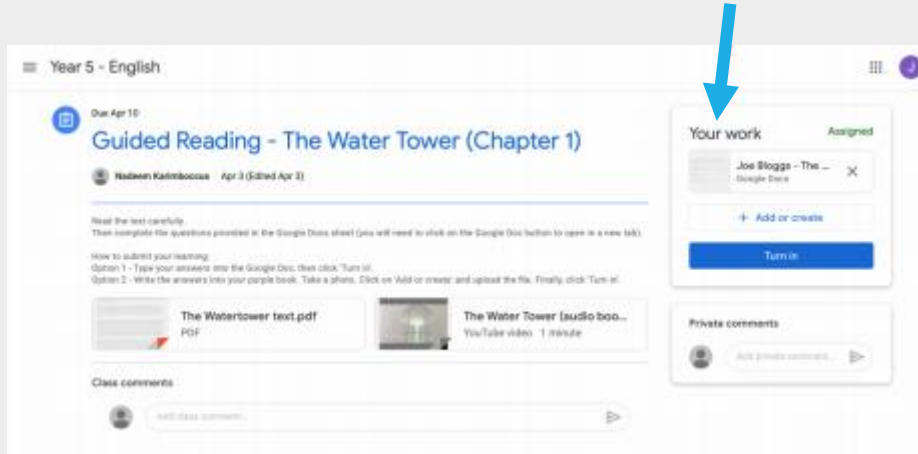 Year 5 - English
J
Due Apr 10
Guided Reading - The Water Tower (Chapter 1)
Nadeem Karimboccus Apr 3 (Edited Apr 3)
Read the text carefully.
Then complete the questions provided in the Google Docs sheet (you will need to click on the Google Doc button to open in a new tab).
How to submit your learning
Option 1 - Type your answers into the Google Doc, then click 'Turn in'.
Option 2 - Write the answers into your purple book. Take a photo. Click on 'Add or create' and upload the file. Finally, click 'Turn in'.
The Watertower text.pdf
PDF
The Water Tower (audio boo...
YouTube video 1 minute
Class comments
Add class comment...
Your work Assigned
Joe Bloggs - The ...
Google Docs
+ Add or create
Turn in
Private comments
Add private comment...